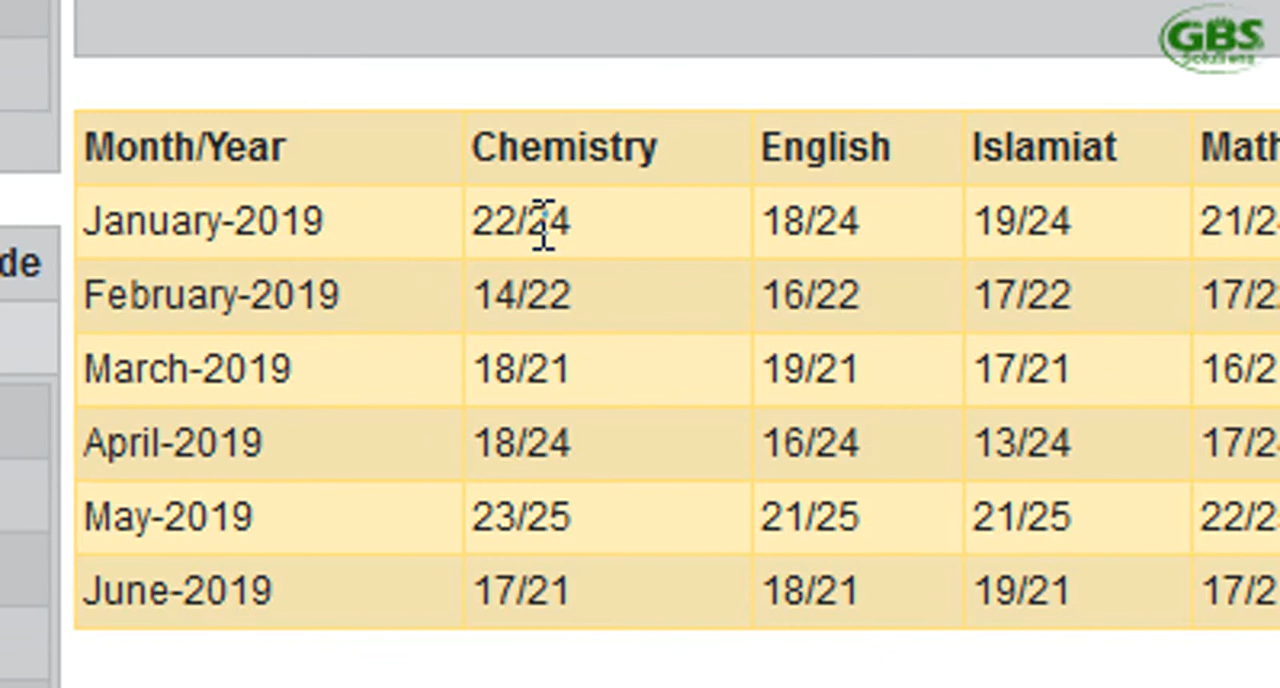 GBS
Solutions
Month/Year Chemistry English Islamiat Math
de
January-2019 22/24 18/24 19/24 21/2
February-2019 14/22 16/22 17/22 17/2
March-2019 18/21 19/21 17/21 16/2
April-2019 18/24 16/24 13/24 17/2
May-2019 23/25 21/25 21/25 22/2
June-2019 17/21 18/21 19/21 17/2